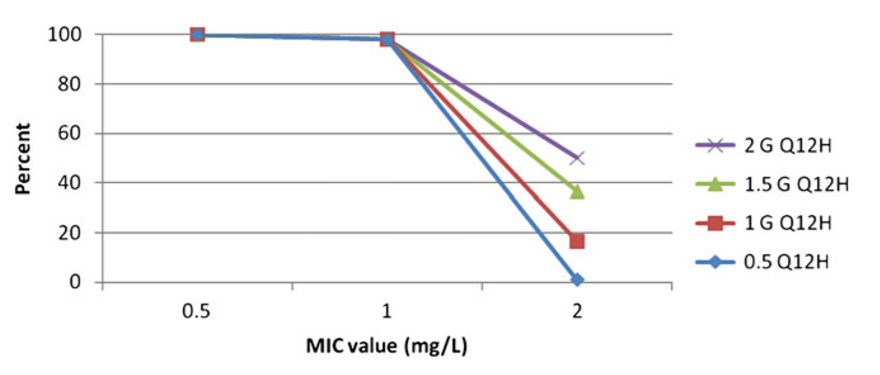 100
80
60
40
20
0
Percent
0.5 1 2
MIC value (mg/L)
2 G Q12H
1.5 G Q12H
1 G Q12H
0.5 Q12H